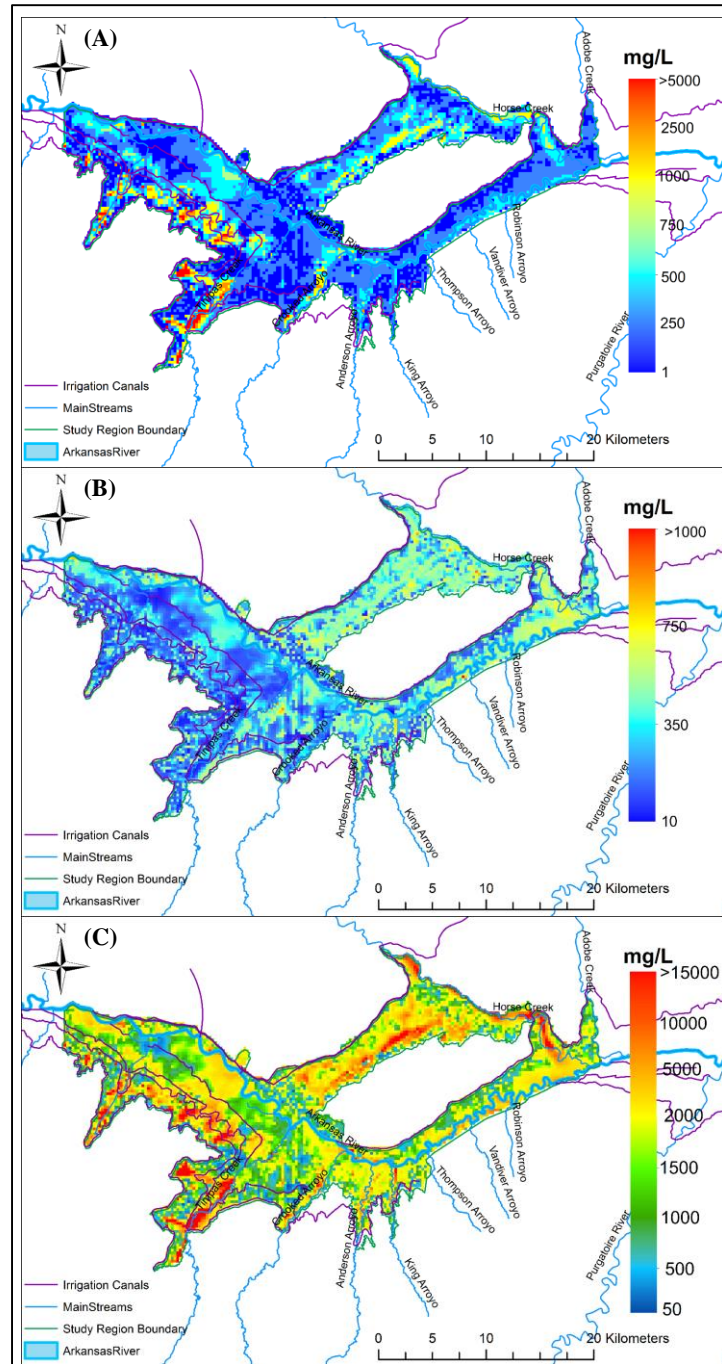 (A)
N
mg/L
>5000
2500
1000
750
500
250
1
Adobe Creek
Horse Creek
Robinson Arroyo
Vandiver Arroyo
Thompson Arroyo
Purgatoire River
Timpas Creek
Crooked Arroyo
Anderson Arroyo
King Arroyo
Irrigation Canals
MainStreams
Study Region Boundary
ArkansasRiver
0 5 10 20 Kilometers
(B)
N
mg/L
>1000
750
350
10
Adobe Creek
Horse Creek
Arkansas River
Robinson Arroyo
Vandiver Arroyo
Thompson Arroyo
Purgatoire River
Timpas Creek
Crooked Arroyo
Anderson Arroyo
King Arroyo
Irrigation Canals
MainStreams
Study Region Boundary
ArkansasRiver
0 5 10 20 Kilometers
(C)
N
mg/L
>15000
10000
5000
2000
1500
1000
500
50
Adobe Creek
Horse Creek
Arkansas River
Robinson Arroyo
Vandiver Arroyo
Thompson Arroyo
Purgatoire River
Timpas Creek
Crooked Arroyo
Anderson Arroyo
King Arroyo
Irrigation Canals
MainStreams
Study Region Boundary
ArkansasRiver
0 5 10 20 Kilometers